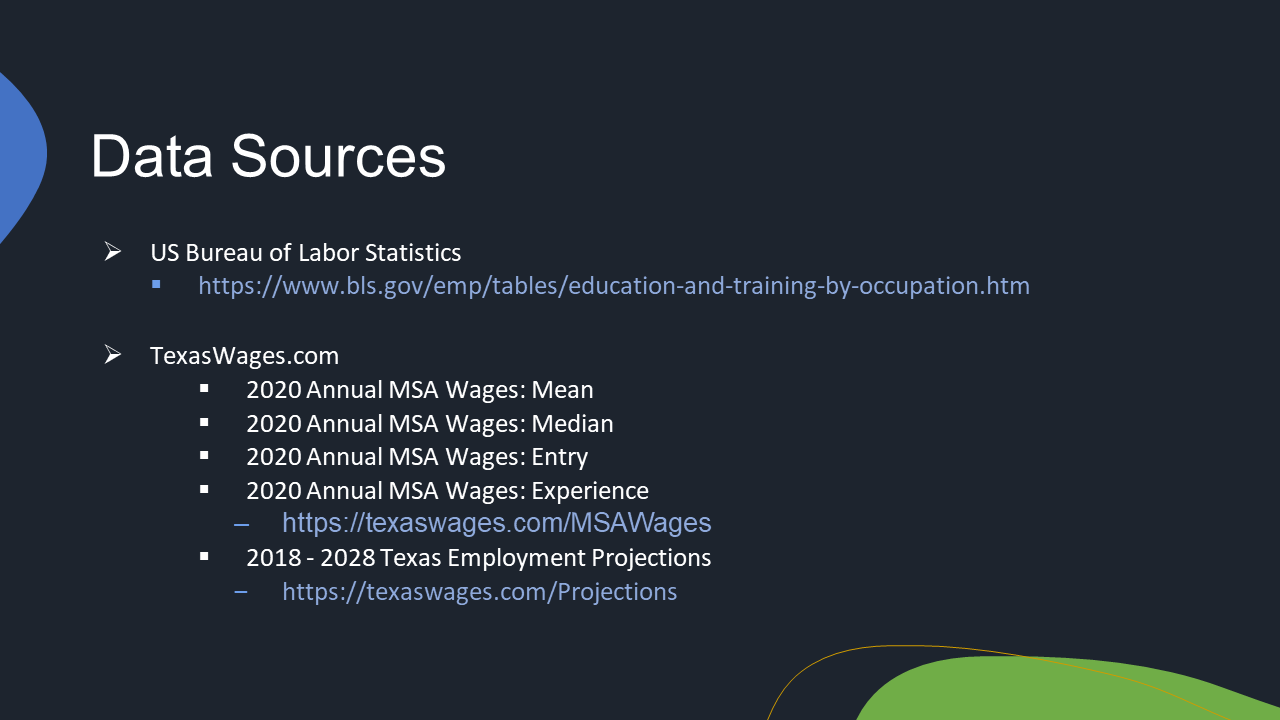 Data Sources
US Bureau of Labor Statistics
https://www.bls.gov/emp/tables/education-and-training-by-occupation.htm
TexasWages.com
2020 Annual MSA Wages: Mean
2020 Annual MSA Wages: Median
2020 Annual MSA Wages: Entry
2020 Annual MSA Wages: Experience
– https://texaswages.com/MSAWages
2018 - 2028 Texas Employment Projections
– https://texaswages.com/Projections